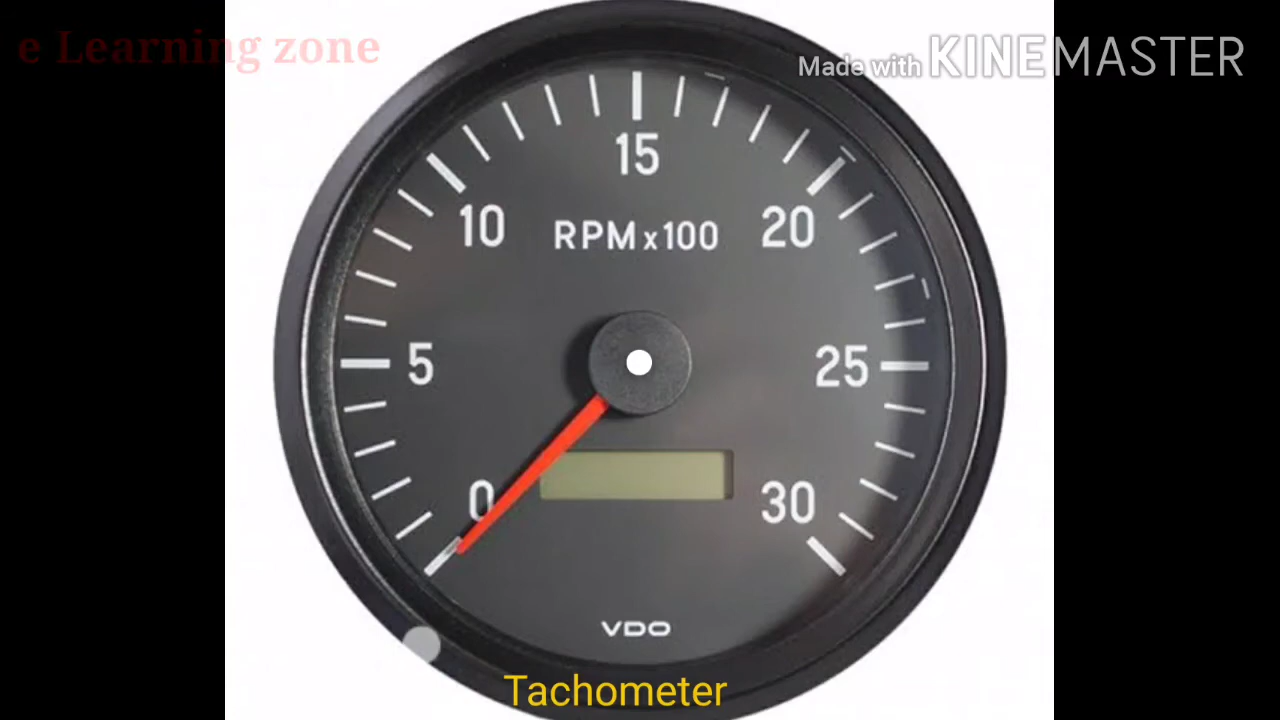 e Learning zone
Made with KINEMASTER
15
10
20
RPM x 100
5
25
0
30
VDO
Tachometer